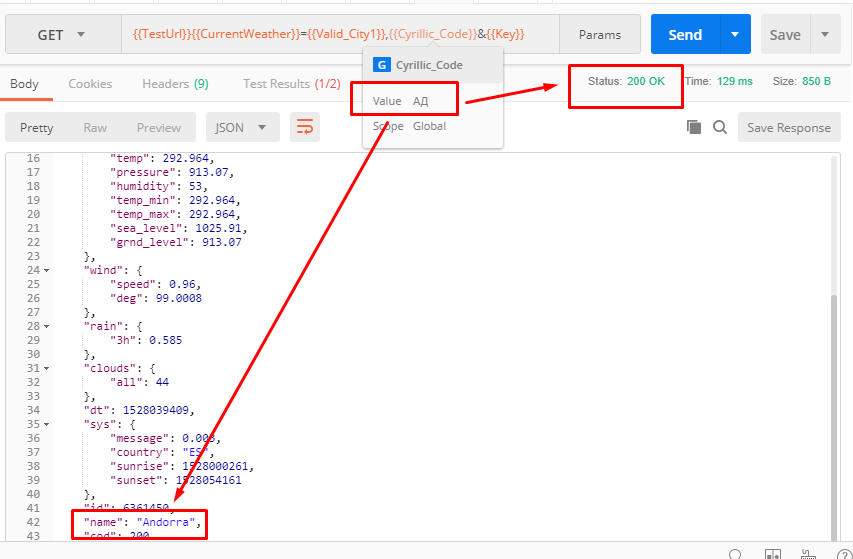 GET {{TestUrl}}{{CurrentWeather}}={{Valid_City1}},{{Cyrillic_Code}}&{{Key}} Params Send Save
G Cyrillic_Code
Value АД
Scope Global
Body Cookies Headers (9) Test Results (1/2) Status: 200 OK Time: 129 ms Size: 850 B
Pretty Raw Preview JSON Save Response
16 "temp": 292.964,
17 "pressure": 913.07,
18 "humidity": 53,
19 "temp_min": 292.964,
20 "temp_max": 292.964,
21 "sea_level": 1025.91,
22 "grnd_level": 913.07
23 },
24 "wind": {
25 "speed": 0.96,
26 "deg": 99.0008
27 },
28 "rain": {
29 "3h": 0.585
30 },
31 "clouds": {
32 "all": 44
33 },
34 "dt": 1528039409,
35 "sys": {
36 "message": 0.003,
37 "country": "ES",
38 "sunrise": 1528000261,
39 "sunset": 1528054161
40 },
41 "id": 6361450,
42 "name": "Andorra",
43 "cod": 200